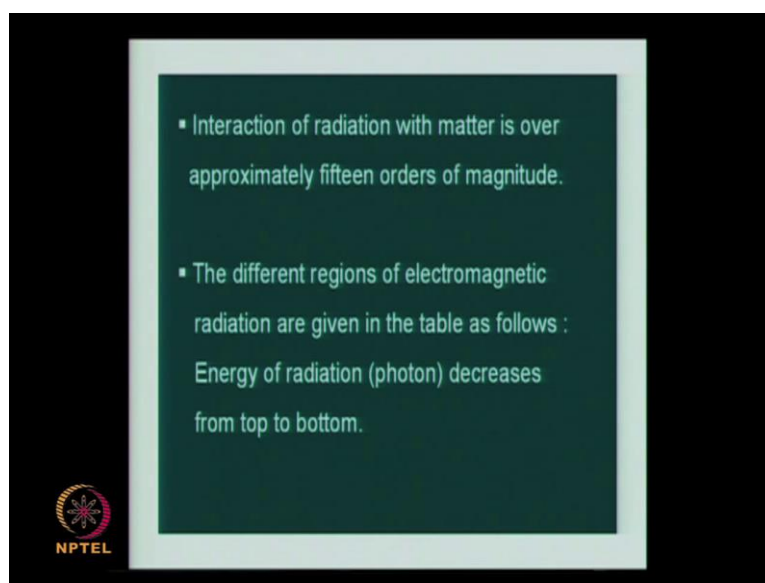 ▪ Interaction of radiation with matter is over
approximately fifteen orders of magnitude.
▪ The different regions of electromagnetic
radiation are given in the table as follows :
Energy of radiation (photon) decreases
from top to bottom.
NPTEL